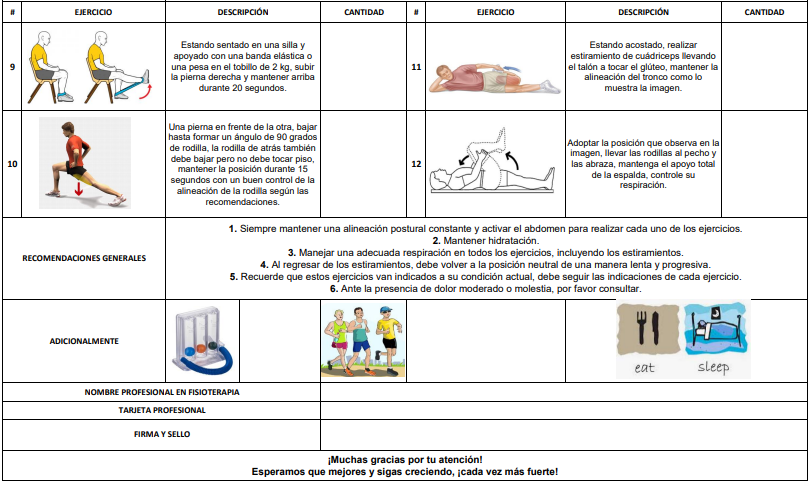 # EJERCICIO DESCRIPCIÓN CANTIDAD # EJERCICIO DESCRIPCIÓN CANTIDAD
9
Estando sentado en una silla y
apoyado con una banda elástica o
una pesa en el tobillo de 2 kg, subir
la pierna derecha y mantener arriba
durante 20 segundos.
11
Estando acostado, realizar
estiramiento de cuádriceps llevando
el talón a tocar el glúteo, mantener la
alineación del tronco como lo
muestra la imagen.
10
Una pierna en frente de la otra, bajar
hasta formar un ángulo de 90 grados
de rodilla, la rodilla de atrás también
debe bajar pero no debe tocar piso,
mantener la posición durante 15
segundos con un buen control de la
alineación de la rodilla según las
recomendaciones.
12
Adoptar la posición que observa en la
imagen, llevar las rodillas al pecho y
las abraza, mantenga el apoyo total
de la espalda, controle su
respiración.
RECOMENDACIONES GENERALES
1. Siempre mantener una alineación postural constante y activar el abdomen para realizar cada uno de los ejercicios.
2. Mantener hidratación.
3. Manejar una adecuada respiración en todos los ejercicios, incluyendo los estiramientos.
4. Al regresar de los estiramientos, debe volver a la posición neutral de una manera lenta y progresiva.
5. Recuerde que estos ejercicios van indicados a su condición actual, debe seguir las indicaciones de cada ejercicio.
6. Ante la presencia de dolor moderado o molestia, por favor consultar.
ADICIONALMENTE
eat sleep
NOMBRE PROFESIONAL EN FISIOTERAPIA
TARJETA PROFESIONAL
FIRMA Y SELLO
¡Muchas gracias por tu atención!
Esperamos que mejores y sigas creciendo, ¡cada vez más fuerte!